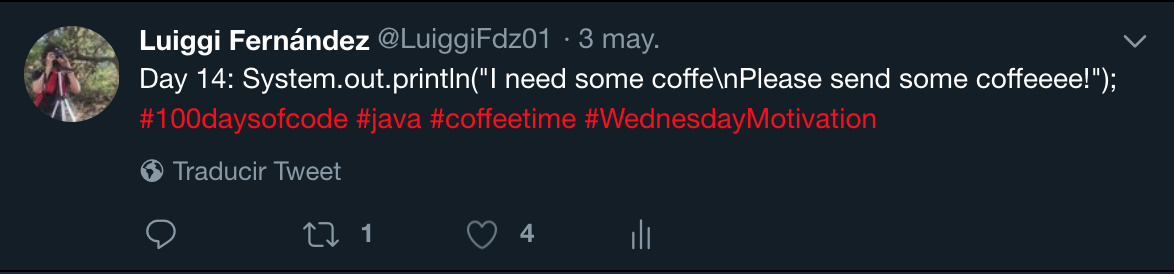 Luiggi Fernández @LuiggiFdz01 · 3 may.
Day 14: System.out.println("I need some coffe\nPlease send some coffeeee!");
#100daysofcode #java #coffeetime #WednesdayMotivation
Traducir Tweet
1 4